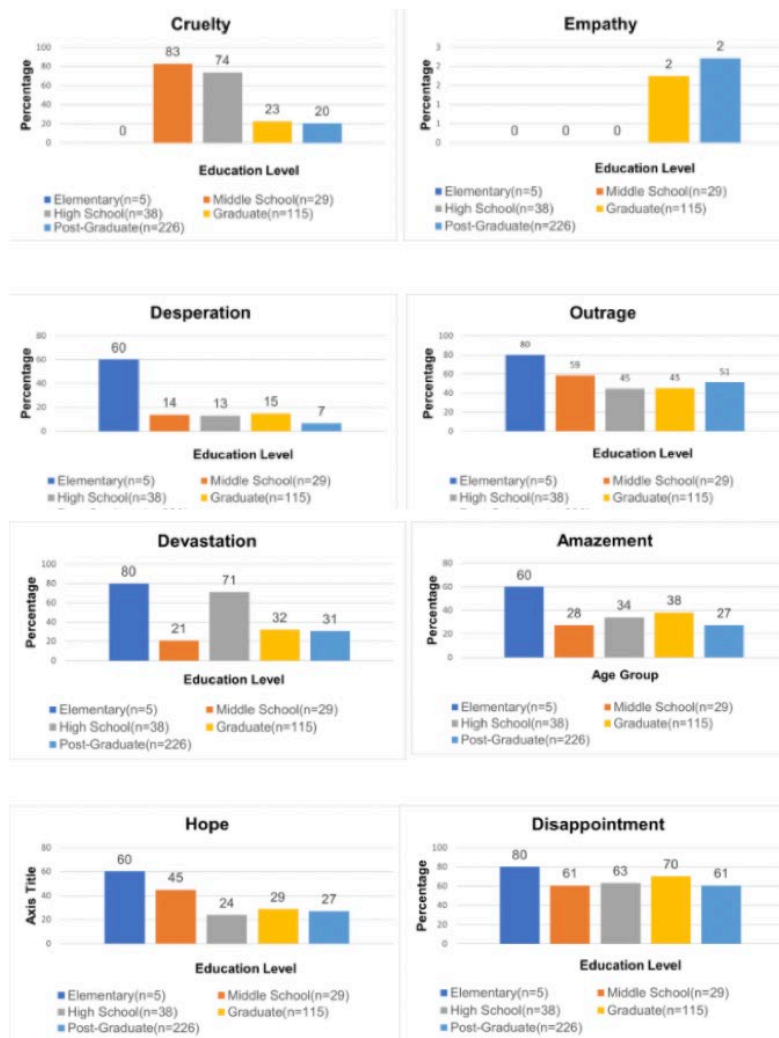 Cruelty
100
80
60
40
20
0
Percentage
0
83
74
23
20
Education Level
Elementary(n=5) Middle School(n=29)
High School(n=38) Graduate(n=115)
Post-Graduate(n=226)
Empathy
3
2
2
1
1
0
Percentage
0
0
0
2
2
Education Level
Elementary(n=5) Middle School(n=29)
High School(n=38) Graduate(n=115)
Post-Graduate(n=226)
Desperation
80
60
40
20
0
Percentage
60
14
13
15
7
Education Level
Elementary(n=5) Middle School(n=29)
High School(n=38) Graduate(n=115)
Outrage
100
80
60
40
20
0
Percentage
80
59
45
45
51
Education Level
Elementary(n=5) Middle School(n=29)
High School(n=38) Graduate(n=115)
Devastation
100
80
60
40
20
0
Percentage
80
21
71
32
31
Education Level
Elementary(n=5) Middle School(n=29)
High School(n=38) Graduate(n=115)
Post-Graduate(n=226)
Amazement
80
60
40
20
0
Percentage
60
28
34
38
27
Age Group
Elementary(n=5) Middle School(n=29)
High School(n=38) Graduate(n=115)
Post-Graduate(n=226)
Hope
80
60
40
20
0
Axis Title
60
45
24
29
27
Education Level
Elementary(n=5) Middle School(n=29)
High School(n=38) Graduate(n=115)
Post-Graduate(n=226)
Disappointment
100
80
60
40
20
0
Percentage
80
61
63
70
61
Education Level
Elementary(n=5) Middle School(n=29)
High School(n=38) Graduate(n=115)
Post-Graduate(n=226)